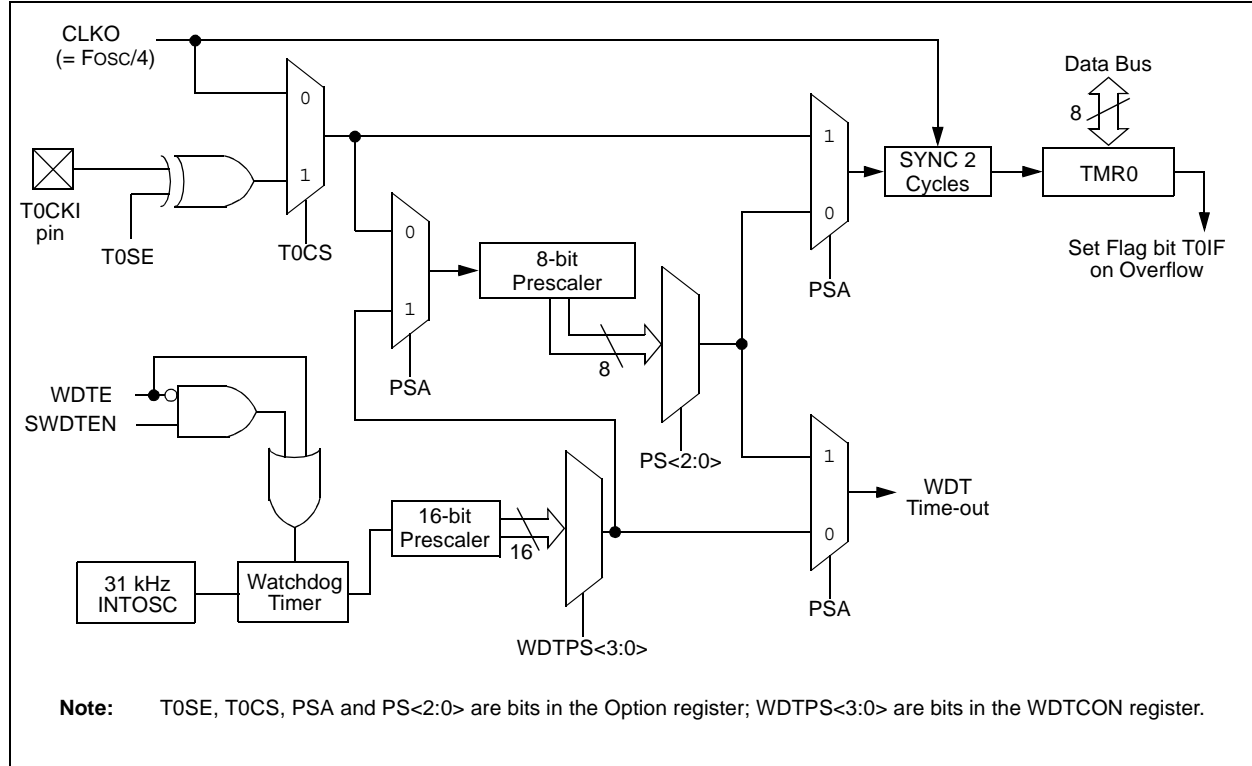 CLKO
(= FOSC/4)
Data Bus
8
0
1
1
0
SYNC 2
Cycles
TMR0
T0CKI
pin
T0SE
T0CS
0
1
8-bit
Prescaler
8
PSA
PSA
Set Flag bit T0IF
on Overflow
WDTE
SWDTEN
PS<2:0>
1
0
WDT
Time-out
16-bit
Prescaler
16
31 kHz
INTOSC
Watchdog
Timer
PSA
WDTPS<3:0>
Note: T0SE, T0CS, PSA and PS<2:0> are bits in the Option register; WDTPS<3:0> are bits in the WDTCON register.